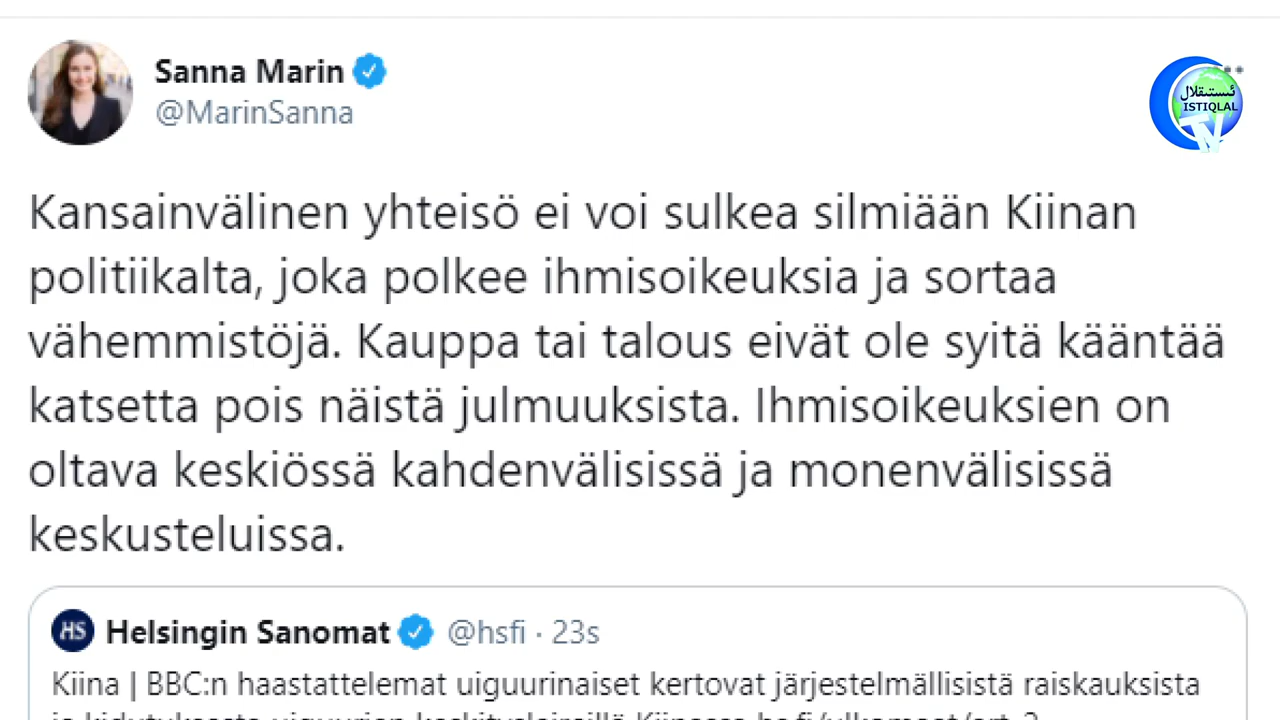 Sanna Marin
@MarinSanna
ئىستىقلال
ISTIQLAL
TV
Kansainvälinen yhteisö ei voi sulkea silmiään Kiinan
politiikalta, joka polkee ihmisoikeuksia ja sortaa
vähemmistöjä. Kauppa tai talous eivät ole syitä kääntää
katsetta pois näistä julmuuksista. Ihmisoikeuksien on
oltava keskiössä kahdenvälisissä ja monenvälisissä
keskusteluissa.
HS Helsingin Sanomat @hsfi · 23s
Kiina | BBC:n haastattelemat uiguurinaiset kertovat järjestelmällisistä raiskauksista